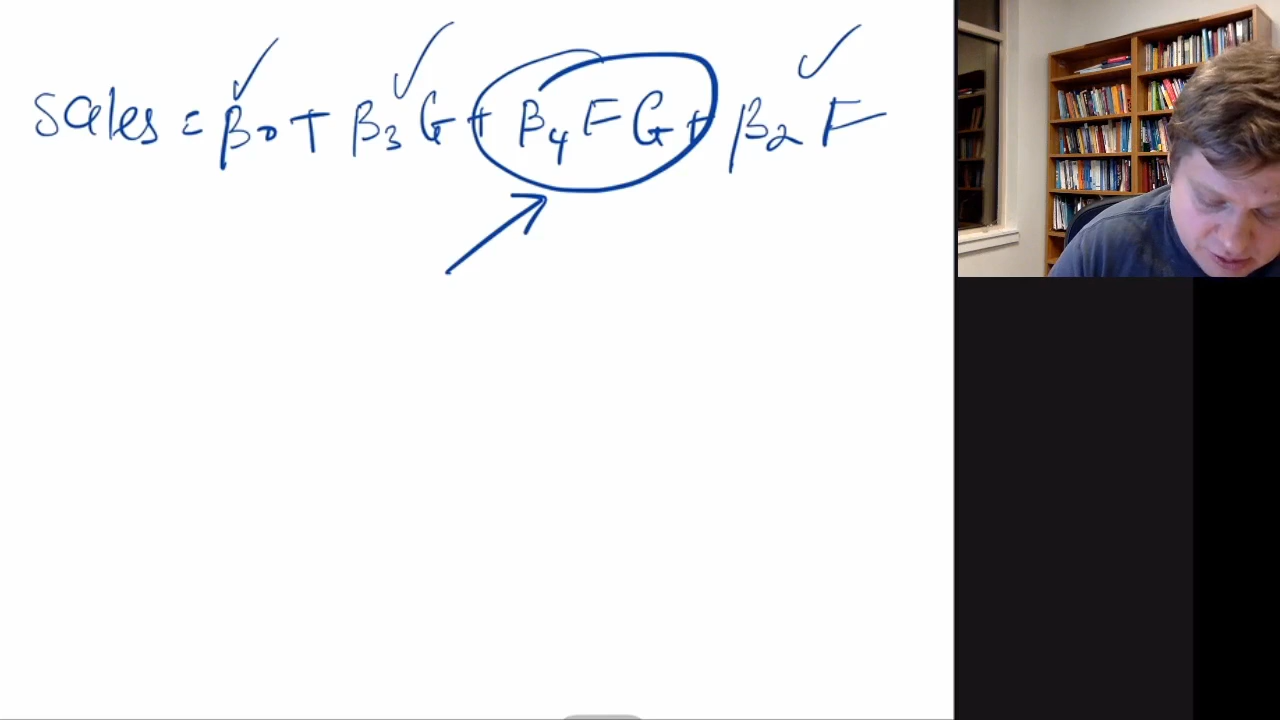 sales = β0 + β3 G + β4 F G + β2 F